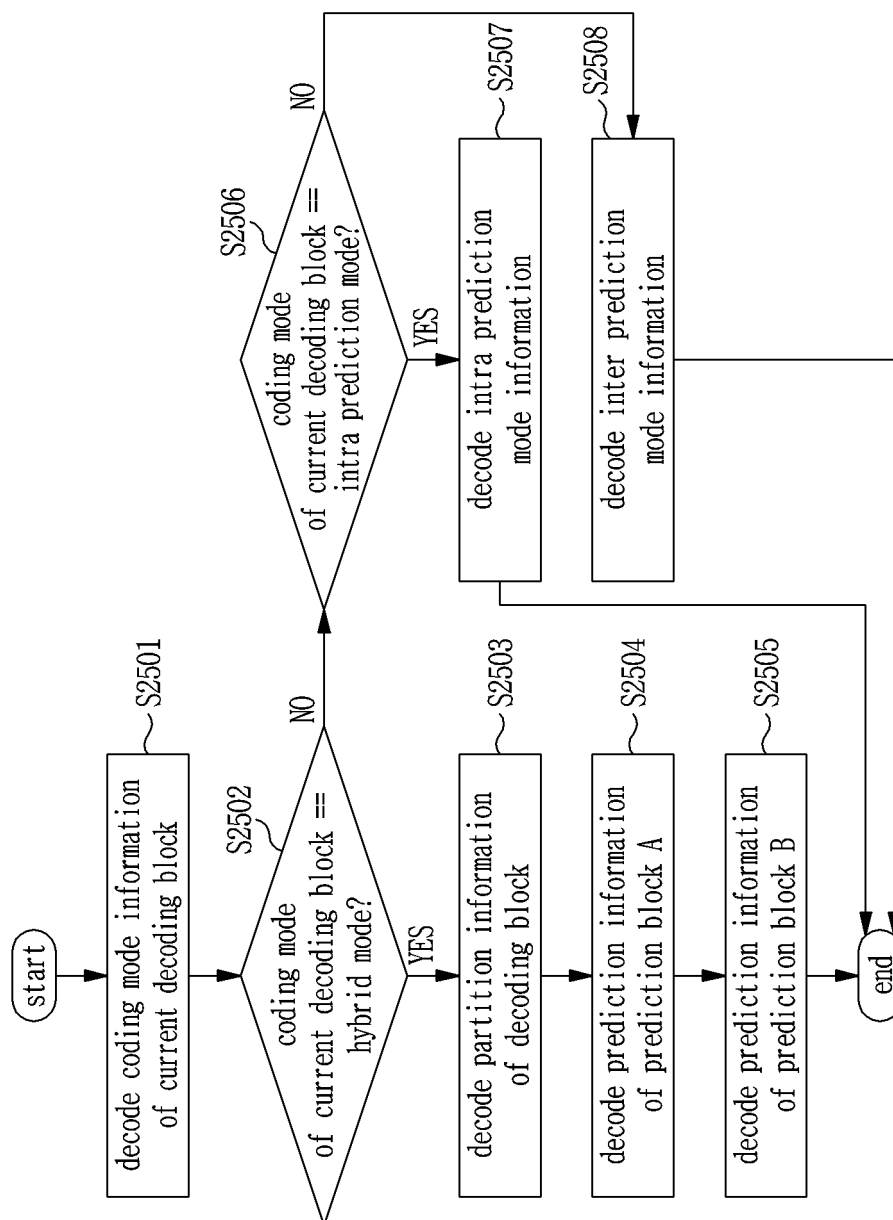 start
decode coding mode information
of current decoding block
S2501
coding mode
of current decoding block ==
hybrid mode?
S2502
NO
YES
decode partition information
of decoding block
S2503
decode prediction information
of prediction block A
S2504
decode prediction information
of prediction block B
S2505
end
coding mode
of current decoding block ==
intra prediction mode?
S2506
NO
YES
decode intra prediction
mode information
S2507
decode inter prediction
mode information
S2508